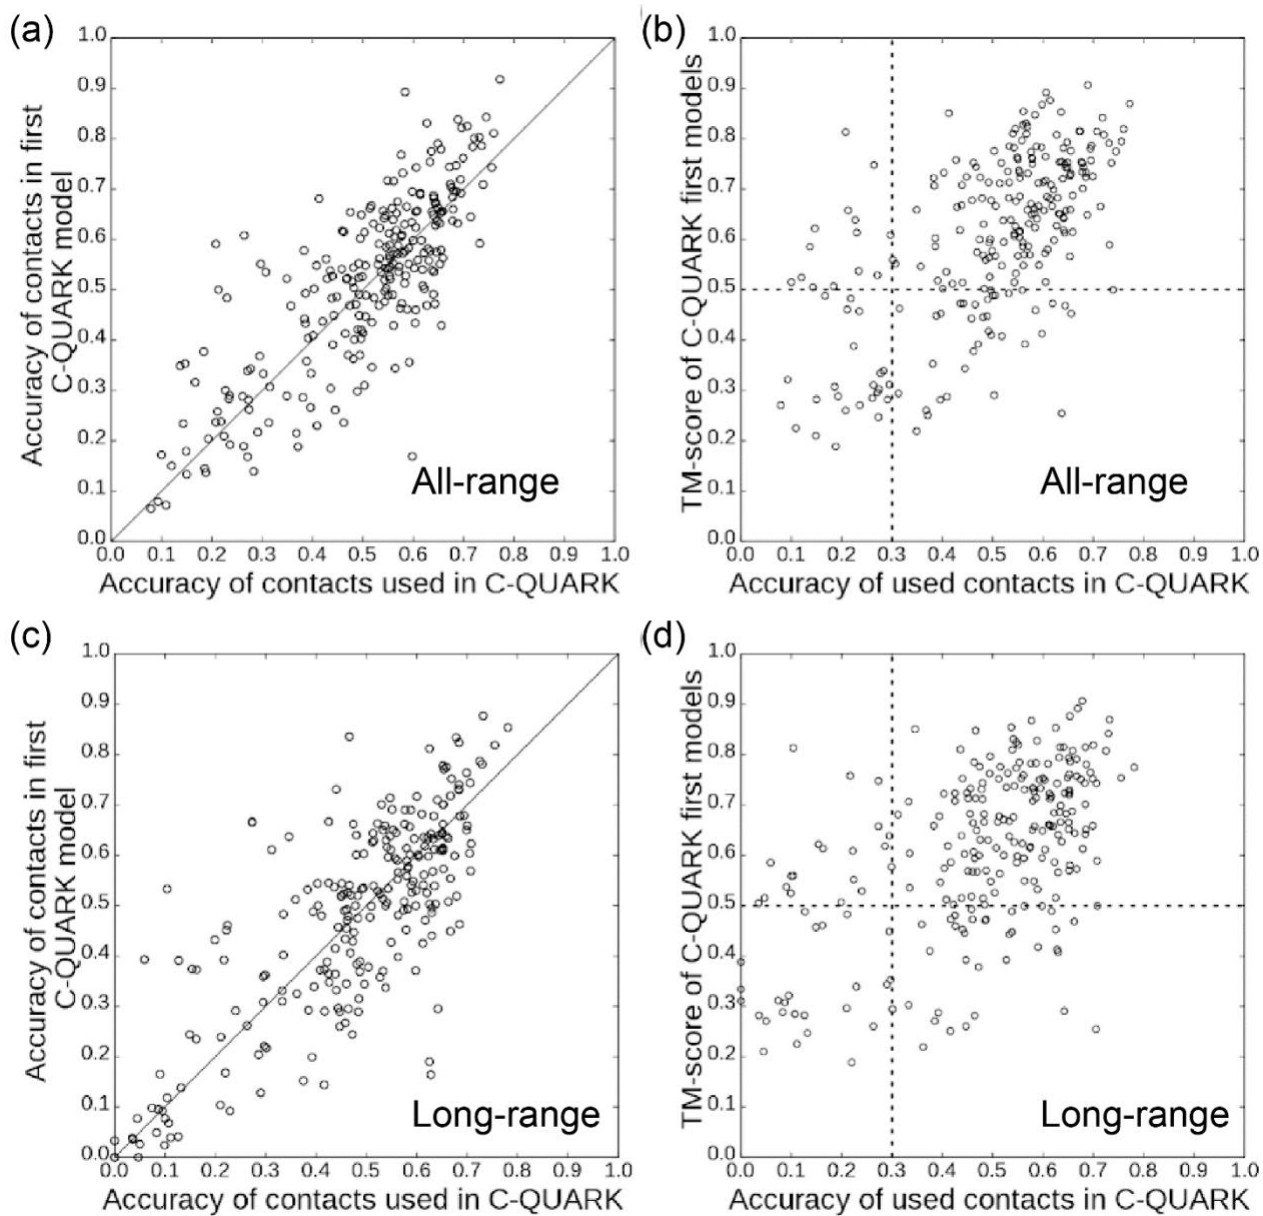 (a)
1.0
0.9
0.8
0.7
0.6
0.5
0.4
0.3
0.2
0.1
0.0
Accuracy of contacts in first
C-QUARK model
All-range
0.0 0.1 0.2 0.3 0.4 0.5 0.6 0.7 0.8 0.9 1.0
Accuracy of contacts used in C-QUARK
(b)
1.0
0.9
0.8
0.7
0.6
0.5
0.4
0.3
0.2
0.1
0.0
TM-score of C-QUARK first models
All-range
0.0 0.1 0.2 0.3 0.4 0.5 0.6 0.7 0.8 0.9 1.0
Accuracy of used contacts in C-QUARK
(c)
1.0
0.9
0.8
0.7
0.6
0.5
0.4
0.3
0.2
0.1
0.0
Accuracy of contacts in first
C-QUARK model
Long-range
0.0 0.1 0.2 0.3 0.4 0.5 0.6 0.7 0.8 0.9 1.0
Accuracy of contacts used in C-QUARK
(d)
1.0
0.9
0.8
0.7
0.6
0.5
0.4
0.3
0.2
0.1
0.0
TM-score of C-QUARK first models
Long-range
0.0 0.1 0.2 0.3 0.4 0.5 0.6 0.7 0.8 0.9 1.0
Accuracy of used contacts in C-QUARK